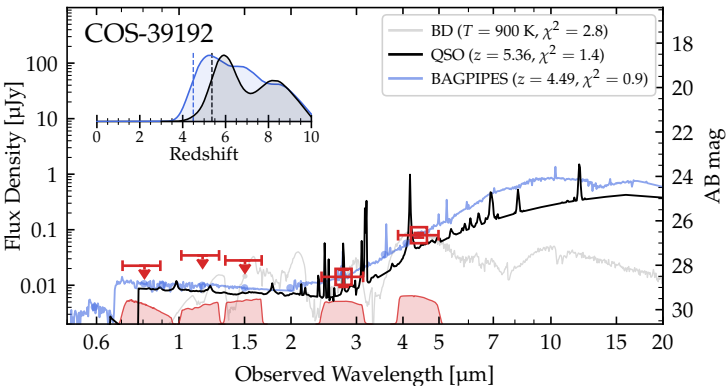 COS-39192
BD (T = 900 K, χ² = 2.8)
QSO (z = 5.36, χ² = 1.4)
BAGPIPES (z = 4.49, χ² = 0.9)
0 2 4 6 8 10
Redshift
Flux Density [μJy]
100
10
1
0.1
0.01
AB mag
18
20
22
24
26
28
30
0.6 1 1.5 2 3 4 5 7 10 15 20
Observed Wavelength [μm]